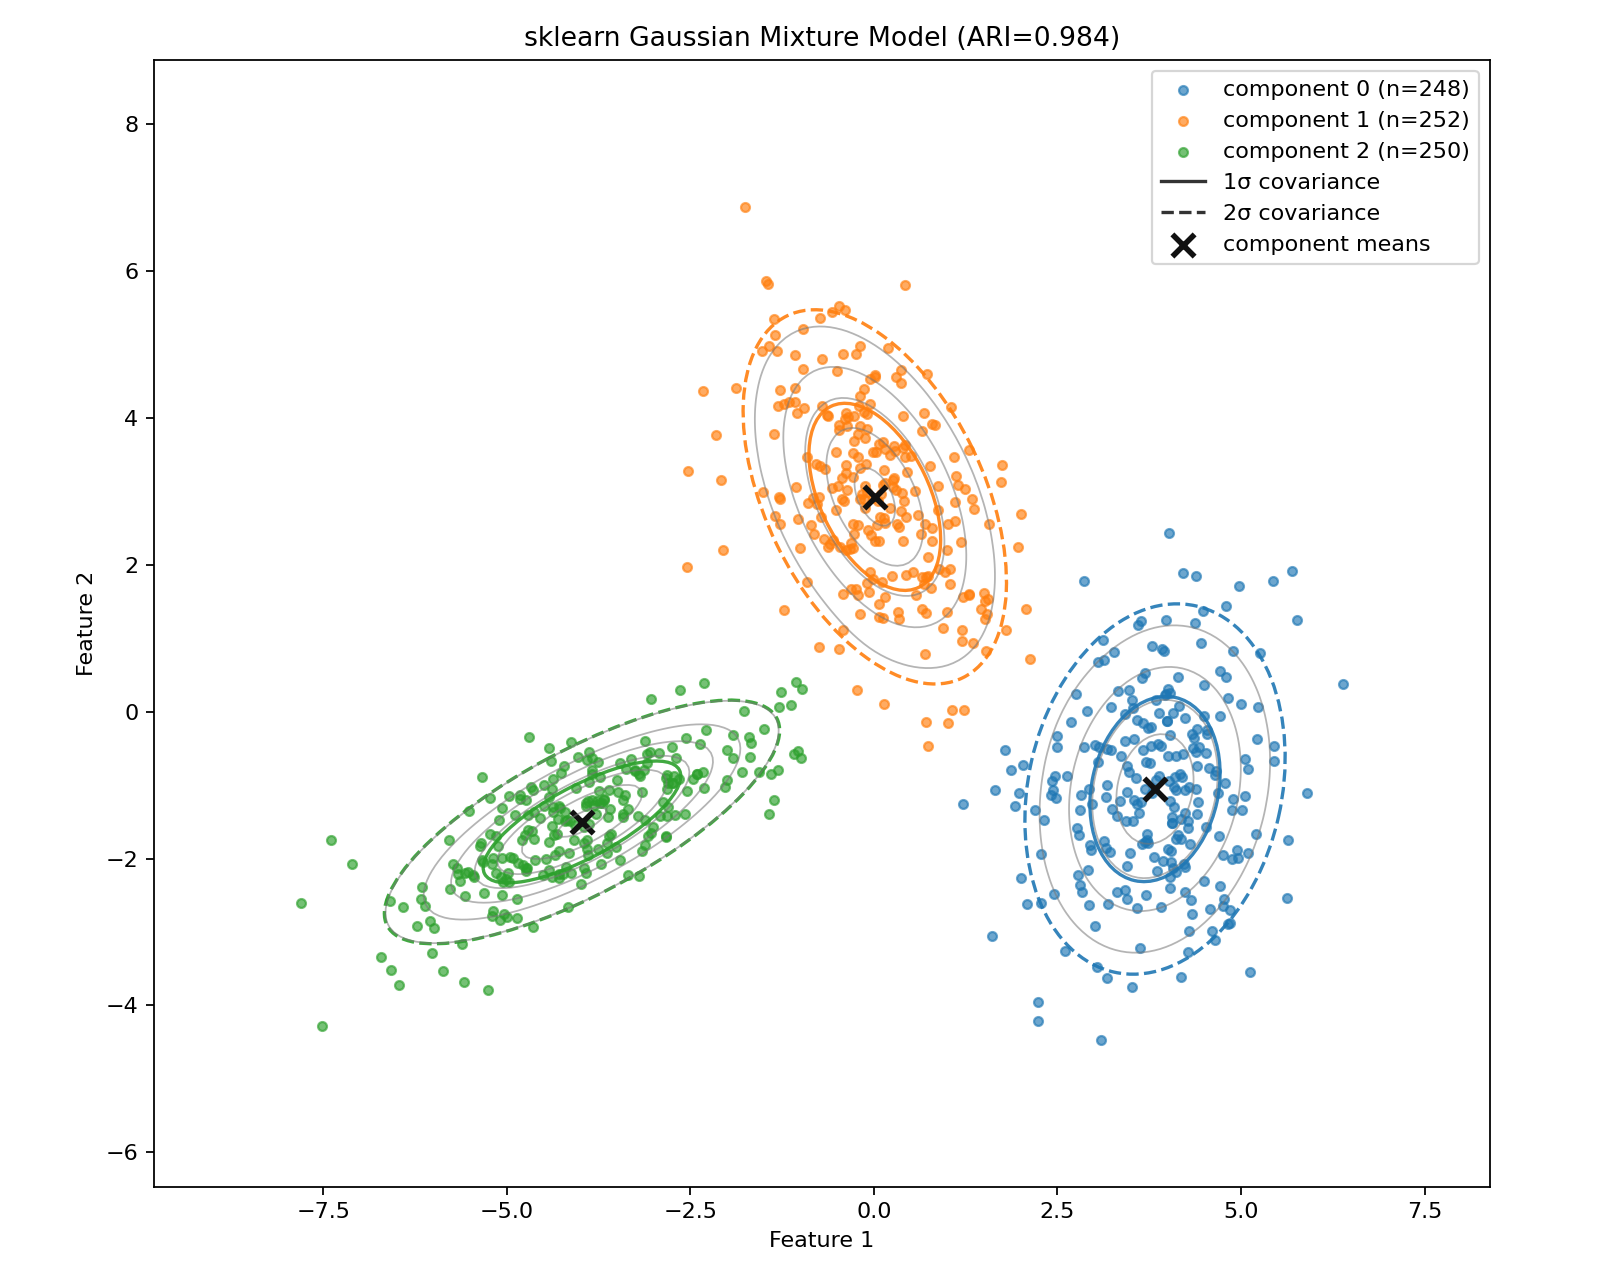 sklearn Gaussian Mixture Model (ARI=0.984)
component 0 (n=248)
component 1 (n=252)
component 2 (n=250)
1σ covariance
2σ covariance
component means
8
6
4
2
0
−2
−4
−6
Feature 2
−7.5
−5.0
−2.5
0.0
2.5
5.0
7.5
Feature 1